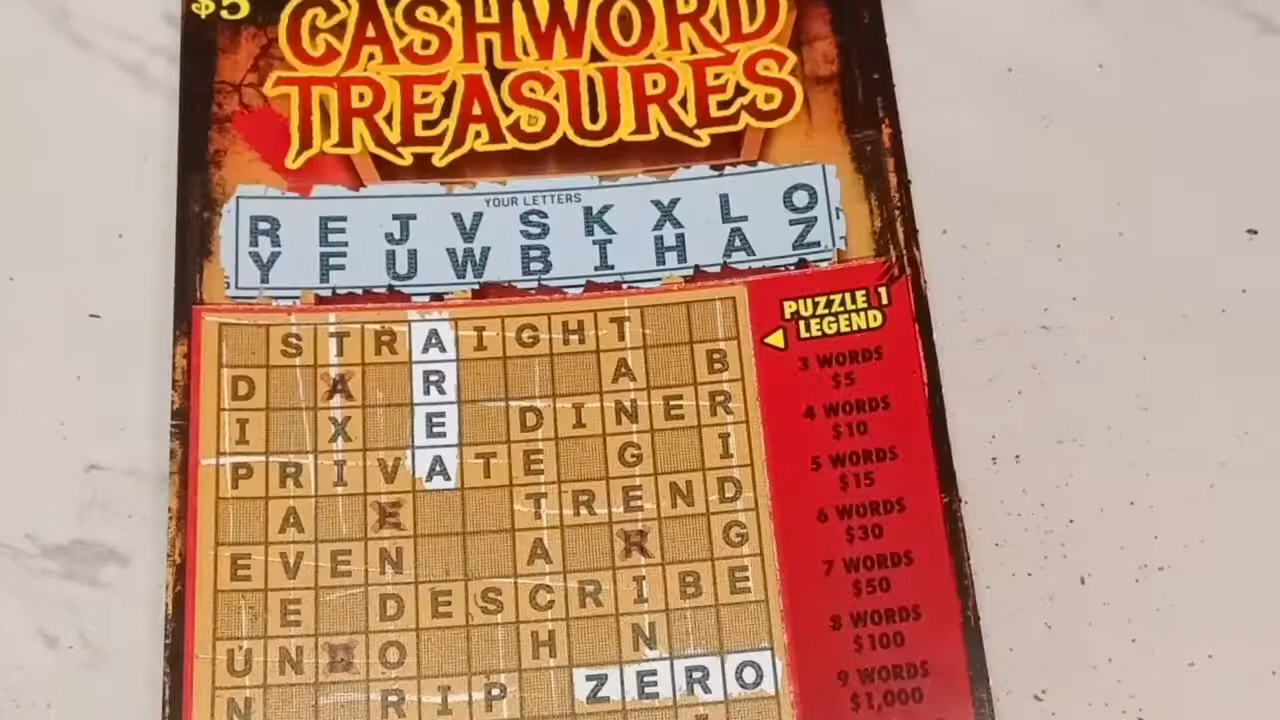 $5
CASHWORD
TREASURES
YOUR LETTERS
R E J V S K X L O
Y F U W B I H A Z
PUZZLE 1
LEGEND
3 WORDS
$5
4 WORDS
$10
5 WORDS
$15
6 WORDS
$30
7 WORDS
$50
8 WORDS
$100
9 WORDS
$1,000
S T R A I G H T
D A R A B
I X E D I N E R R
P R I V A T E G I
A E T R E N D
E V E N A R G
E D E S C R I B E
U N O H N
N R I P Z E R O